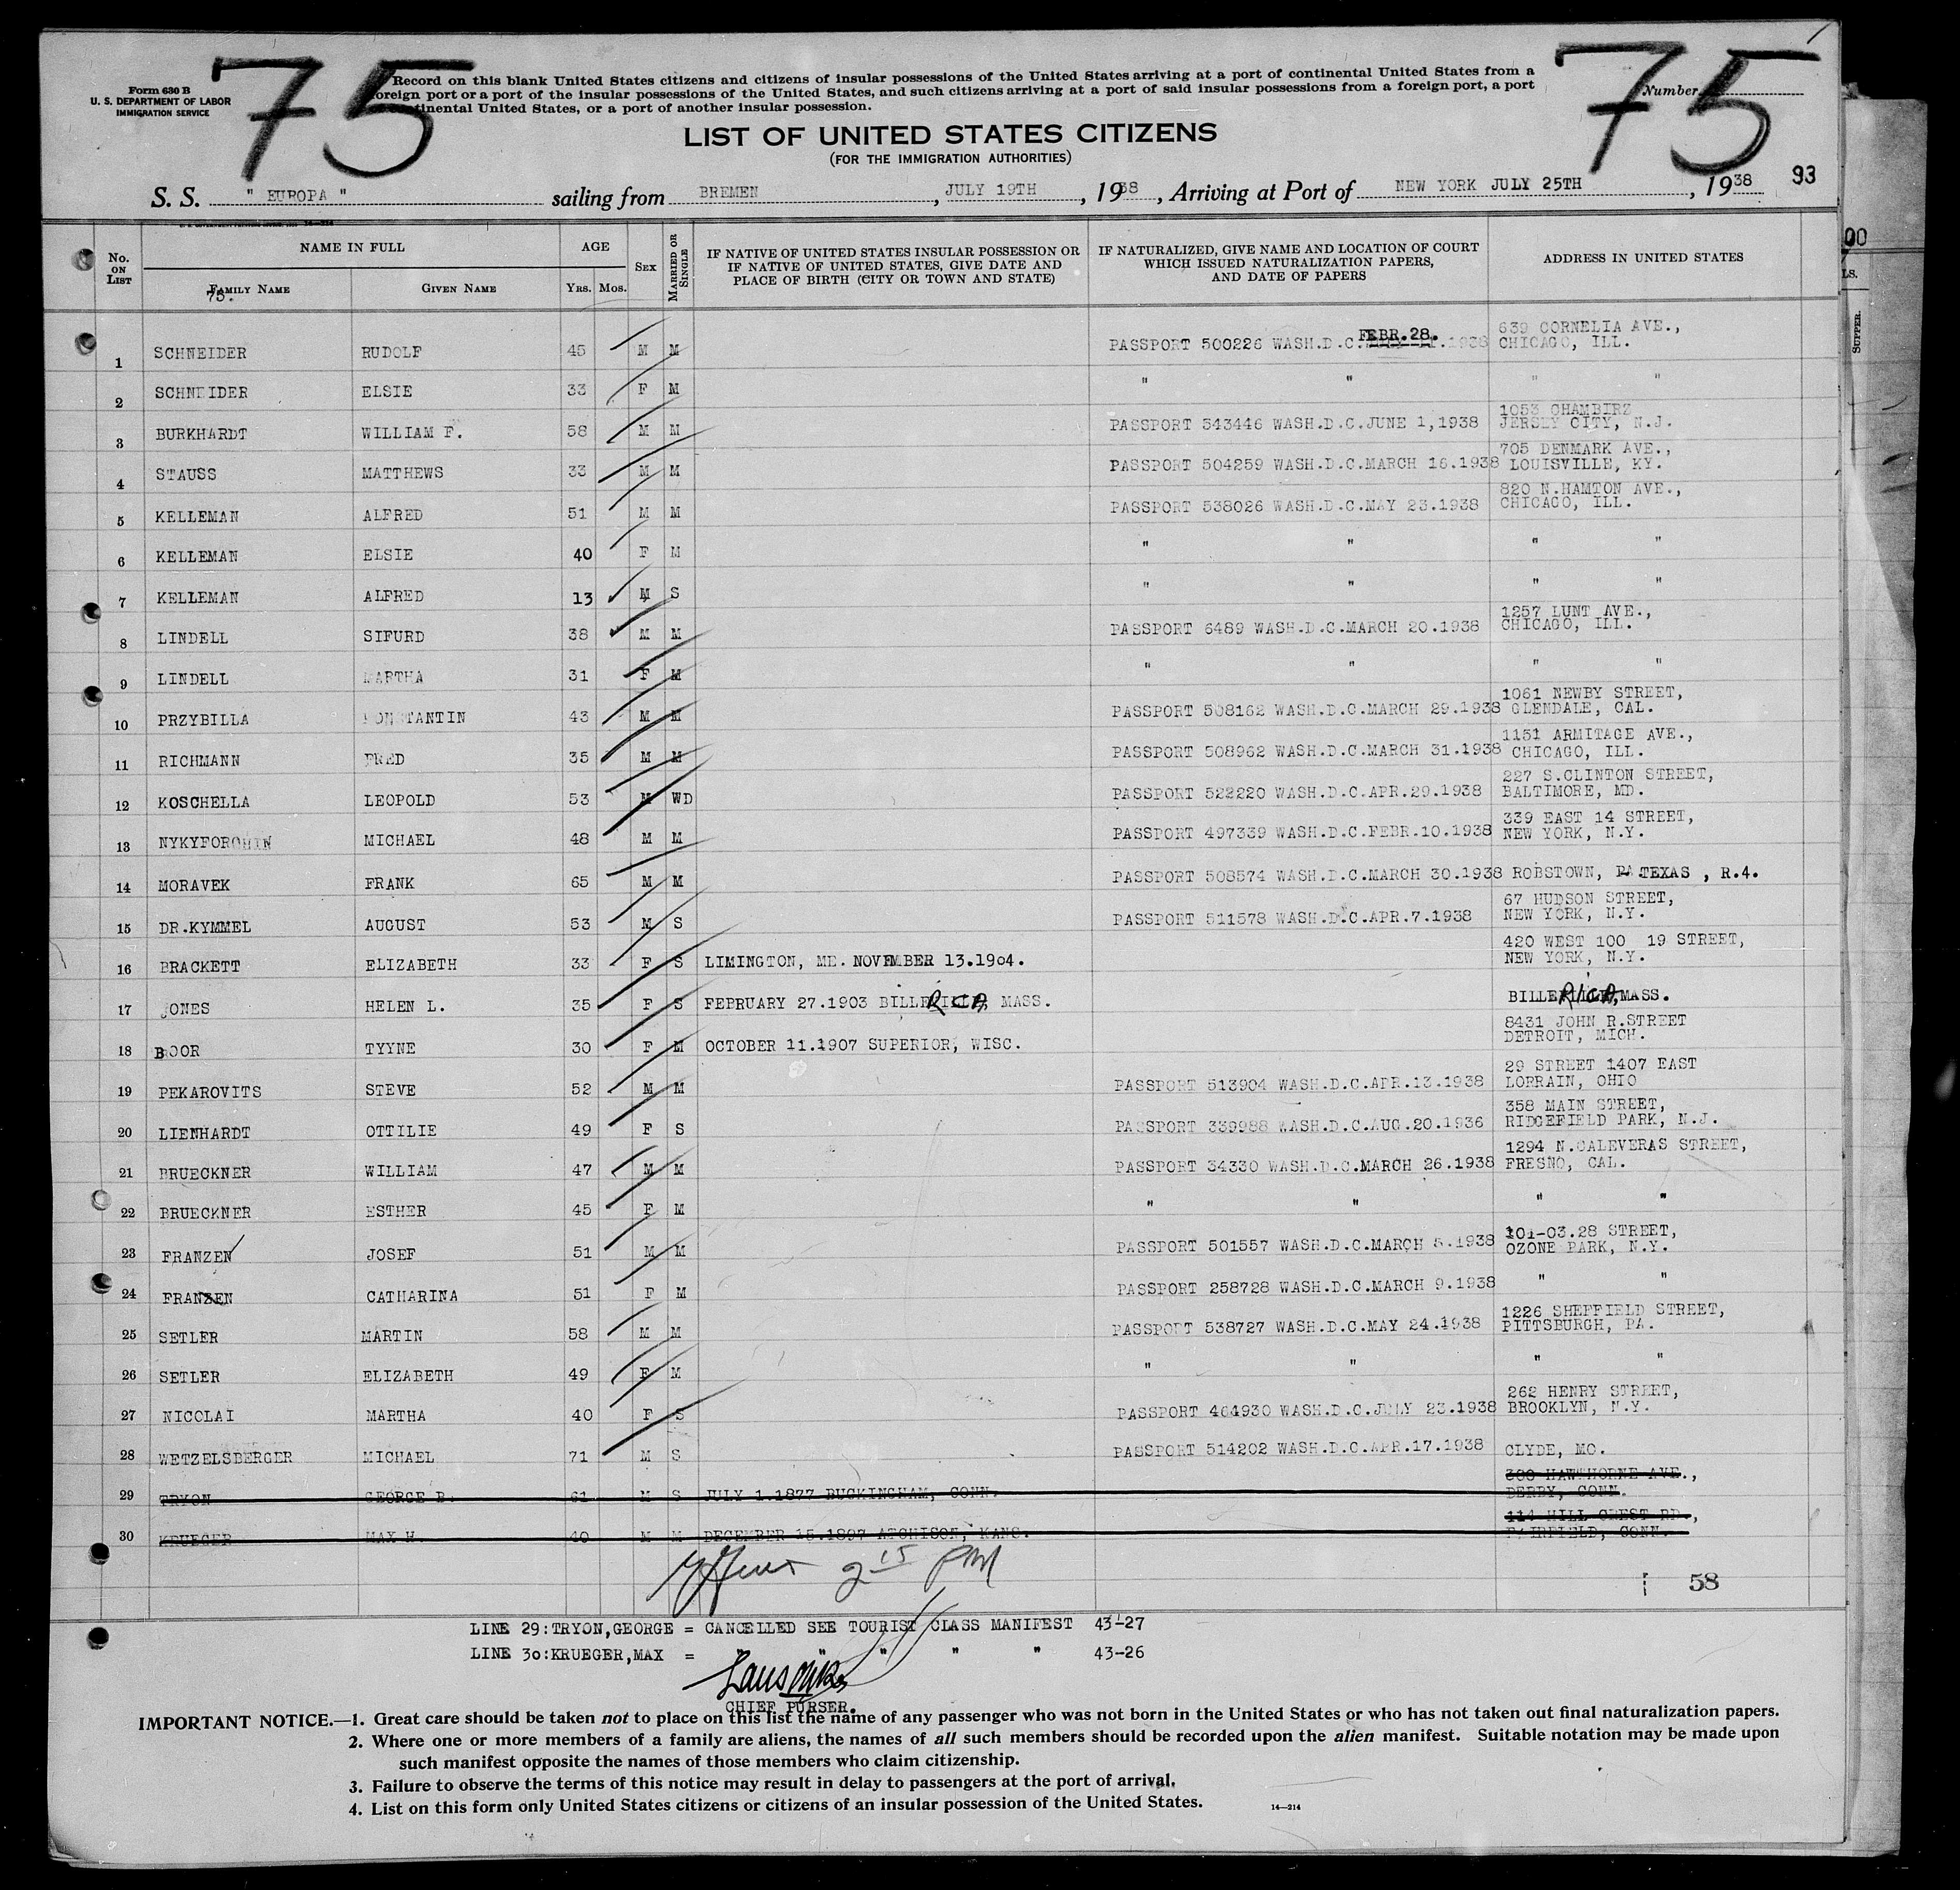 75
75
Form 630 B
U. S. DEPARTMENT OF LABOR
IMMIGRATION SERVICE
Record on this blank United States citizens and citizens of insular possessions of the United States arriving at a port of continental United States from a
foreign port or a port of the insular possessions of the United States, and such citizens arriving at a port of said insular possessions from a foreign port, a port
continental United States, or a port of another insular possession.
Number
LIST OF UNITED STATES CITIZENS
(FOR THE IMMIGRATION AUTHORITIES)
93
S. S. " EUROPA " sailing from BREMEN, JULY 19TH, 1938, Arriving at Port of NEW YORK JULY 25TH, 1938
No. ON LIST
NAME IN FULL
FAMILY NAME
75.
GIVEN NAME
AGE
YRS. MOS.
SEX
MARRIED OR SINGLE
IF NATIVE OF UNITED STATES INSULAR POSSESSION OR
IF NATIVE OF UNITED STATES, GIVE DATE AND
PLACE OF BIRTH (CITY OR TOWN AND STATE)
IF NATURALIZED, GIVE NAME AND LOCATION OF COURT
WHICH ISSUED NATURALIZATION PAPERS,
AND DATE OF PAPERS
ADDRESS IN UNITED STATES
1 SCHNEIDER RUDOLF 45 M M PASSPORT 500226 WASH.D.C. FEBR.28. 1938 639 CORNELIA AVE., CHICAGO, ILL.
2 SCHNEIDER ELSIE 33 F M " " " "
3 BURKHARDT WILLIAM F. 58 M M PASSPORT 543446 WASH.D.C.JUNE 1,1938 1053 CHAMBIRZ JERSEY CITY, N.J.
4 STAUSS MATTHEWS 33 M M PASSPORT 504259 WASH.D.C.MARCH 16.1938 705 DENMARK AVE., LOUISVILLE, KY.
5 KELLEMAN ALFRED 51 M M PASSPORT 538026 WASH.D.C.MAY 23.1938 820 N.HAMTON AVE., CHICAGO, ILL.
6 KELLEMAN ELSIE 40 F M " " " "
7 KELLEMAN ALFRED 13 M S " " " "
8 LINDELL SIFURD 38 M M PASSPORT 6489 WASH.D.C.MARCH 20.1938 1257 LUNT AVE., CHICAGO, ILL.
9 LINDELL MARTHA 31 F M " " " "
10 PRZYBILLA KONSTANTIN 43 M M PASSPORT 508162 WASH.D.C.MARCH 29.1938 1061 NEWBY STREET, GLENDALE, CAL.
11 RICHMANN FRED 35 M M PASSPORT 508962 WASH.D.C.MARCH 31.1938 1151 ARMITAGE AVE., CHICAGO, ILL.
12 KOSCHELLA LEOPOLD 53 M WD PASSPORT 522220 WASH.D.C.APR.29.1938 227 S.CLINTON STREET, BALTIMORE, MD.
13 NYKYFORCHIN MICHAEL 48 M M PASSPORT 497339 WASH.D.C.FEBR.10.1938 339 EAST 14 STREET, NEW YORK, N.Y.
14 MORAVEK FRANK 65 M M PASSPORT 508574 WASH.D.C.MARCH 30.1938 ROBSTOWN, PA TEXAS , R.4.
15 DR.KYMMEL AUGUST 53 M S PASSPORT 511578 WASH.D.C.APR.7.1938 67 HUDSON STREET, NEW YORK, N.Y.
16 BRACKETT ELIZABETH 33 F S LIMINGTON, ME. NOVEMBER 13.1904. 420 WEST 100 19 STREET, NEW YORK, N.Y.
17 JONES HELEN L. 35 F S FEBRUARY 27.1903 BILLERICA, MASS. BILLERICA, MASS.
18 BOOR TYYNE 30 F M OCTOBER 11.1907 SUPERIOR, WISC. 8431 JOHN R.STREET DETROIT, MICH.
19 PEKAROVITS STEVE 52 M M PASSPORT 513904 WASH.D.C.APR.13.1938 29 STREET 1407 EAST LORRAIN, OHIO
20 LIENHARDT OTTILIE 49 F S PASSPORT 339988 WASH.D.C.AUG.20.1936 358 MAIN STREET, RIDGEFIELD PARK, N.J.
21 BRUECKNER WILLIAM 47 M M PASSPORT 34330 WASH.D.C.MARCH 26.1938 1294 N.CALEVERAS STREET, FRESNO, CAL.
22 BRUECKNER ESTHER 45 F M " " " "
23 FRANZEN JOSEF 51 M M PASSPORT 501557 WASH.D.C.MARCH 8.1938 101-03.28 STREET, OZONE PARK, N.Y.
24 FRANZEN CATHARINA 51 F M PASSPORT 258728 WASH.D.C.MARCH 9.1938 " "
25 SETLER MARTIN 58 M M PASSPORT 538727 WASH.D.C.MAY 24.1938 1226 SHEFFIELD STREET, PITTSBURGH, PA.
26 SETLER ELIZABETH 49 F M " " " "
27 NICOLAI MARTHA 40 F S PASSPORT 464930 WASH.D.C.JULY 23.1938 262 HENRY STREET, BROOKLYN, N.Y.
28 WETZELSBERGER MICHAEL 71 M S PASSPORT 514202 WASH.D.C.APR.17.1938 CLYDE, MO.
29 TRYON GEORGE B. 61 M S JULY 1.1877 BUCKINGHAM, CONN. HAWTHORNE AVE., DERBY, CONN.
30 KRUEGER MAX H. 40 M M DECEMBER 15.1897 ATCHISON, KANS. 114 HILL CREST RD., FAIRFIELD, CONN.
2 15 PM
58
LINE 29:TRYON,GEORGE = CANCELLED SEE TOURIST CLASS MANIFEST 43-27
LINE 30:KRUEGER,MAX = " " " " " 43-26
CHIEF PURSER.
IMPORTANT NOTICE.—1. Great care should be taken not to place on this list the name of any passenger who was not born in the United States or who has not taken out final naturalization papers.
2. Where one or more members of a family are aliens, the names of all such members should be recorded upon the alien manifest. Suitable notation may be made upon
such manifest opposite the names of those members who claim citizenship.
3. Failure to observe the terms of this notice may result in delay to passengers at the port of arrival.
4. List on this form only United States citizens or citizens of an insular possession of the United States.
14—214